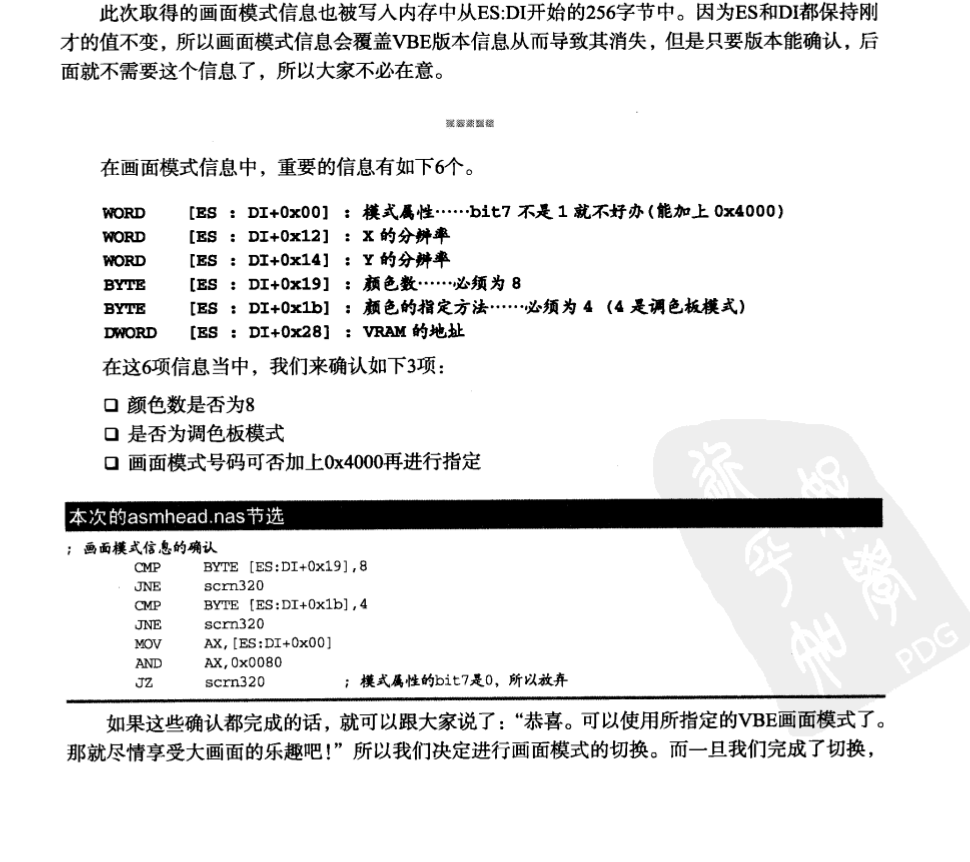 此次取得的画面模式信息也被写入内存中从ES:DI开始的256字节中。因为ES和DI都保持刚
才的值不变，所以画面模式信息会覆盖VBE版本信息从而导致其消失，但是只要版本能确认，后
面就不需要这个信息了，所以大家不必在意。
在画面模式信息中，重要的信息有如下6个。
WORD [ES : DI+0x00] : 模式属性……bit7 不是 1 就不好办(能加上 0x4000)
WORD [ES : DI+0x12] : X 的分辨率
WORD [ES : DI+0x14] : Y 的分辨率
BYTE [ES : DI+0x19] : 颜色数……必须为 8
BYTE [ES : DI+0x1b] : 颜色的指定方法……必须为 4 (4 是调色板模式)
DWORD [ES : DI+0x28] : VRAM 的地址
在这6项信息当中，我们来确认如下3项：
❑ 颜色数是否为8
❑ 是否为调色板模式
❑ 画面模式号码可否加上0x4000再进行指定
本次的asmhead.nas节选
; 画面模式信息的确认
CMP BYTE [ES:DI+0x19],8
JNE scrn320
CMP BYTE [ES:DI+0x1b],4
JNE scrn320
MOV AX,[ES:DI+0x00]
AND AX,0x0080
JZ scrn320 ; 模式属性的bit7是0，所以放弃
如果这些确认都完成的话，就可以跟大家说了：“恭喜。可以使用所指定的VBE画面模式了。
那就尽情享受大画面的乐趣吧！”所以我们决定进行画面模式的切换。而一旦我们完成了切换，
PDG